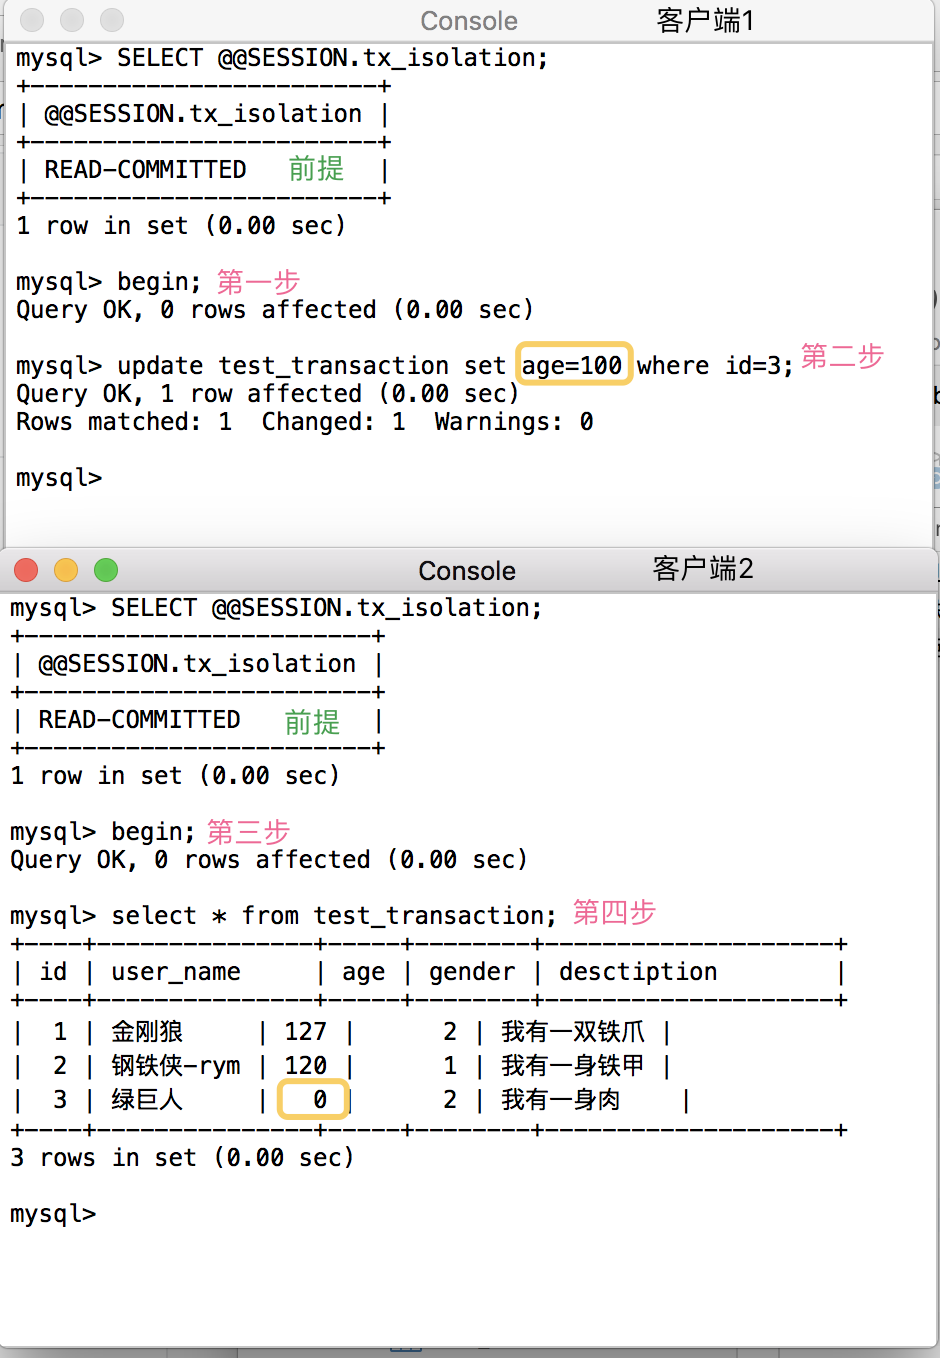 Console 客户端1
mysql> SELECT @@SESSION.tx_isolation;
+------------------------+
| @@SESSION.tx_isolation |
+------------------------+
| READ-COMMITTED 前提 |
+------------------------+
1 row in set (0.00 sec)
mysql> begin; 第一步
Query OK, 0 rows affected (0.00 sec)
mysql> update test_transaction set age=100 where id=3; 第二步
Query OK, 1 row affected (0.00 sec)
Rows matched: 1  Changed: 1  Warnings: 0
mysql>
Console 客户端2
mysql> SELECT @@SESSION.tx_isolation;
+------------------------+
| @@SESSION.tx_isolation |
+------------------------+
| READ-COMMITTED 前提 |
+------------------------+
1 row in set (0.00 sec)
mysql> begin; 第三步
Query OK, 0 rows affected (0.00 sec)
mysql> select * from test_transaction; 第四步
+----+---------------+-----+--------+--------------------+
| id | user_name     | age | gender | desctiption        |
+----+---------------+-----+--------+--------------------+
|  1 | 金刚狼     | 127 |      2 | 我有一双铁爪 |
|  2 | 钢铁侠-rym | 120 |      1 | 我有一身铁甲 |
|  3 | 绿巨人     |   0 |      2 | 我有一身肉    |
+----+---------------+-----+--------+--------------------+
3 rows in set (0.00 sec)
mysql>